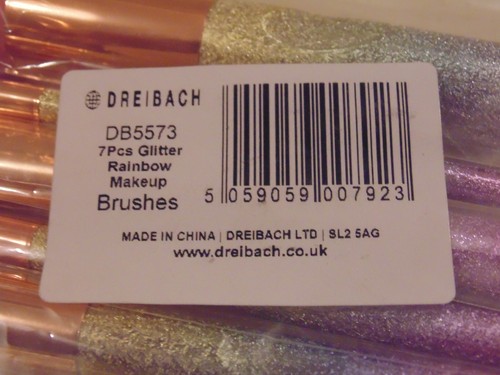 DREIBACH
DB5573
7Pcs Glitter
Rainbow
Makeup
Brushes
5 059059 007923
MADE IN CHINA | DREIBACH LTD | SL2 5AG
www.dreibach.co.uk